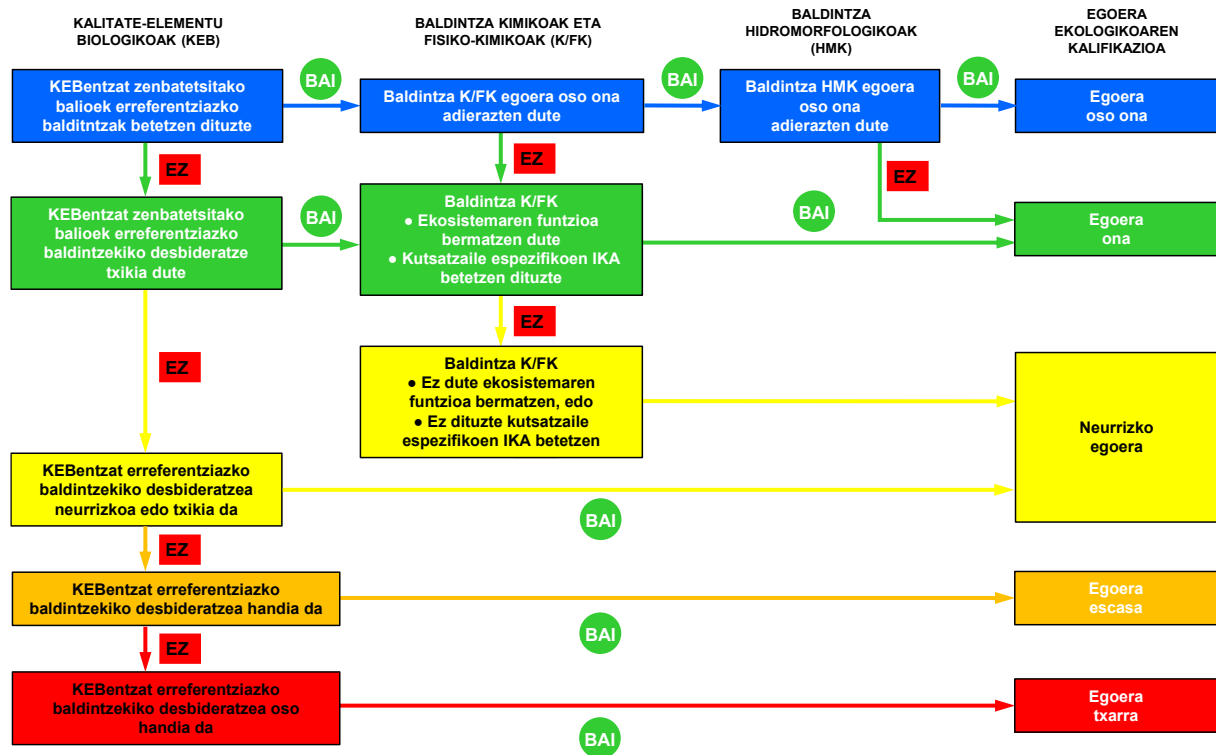 KALITATE-ELEMENTU
BIOLOGIKOAK (KEB)
BALDINTZA KIMIKOAK ETA
FISIKO-KIMIKOAK (K/FK)
BALDINTZA
HIDROMORFOLOGIKOAK
(HMK)
EGOERA
EKOLOGIKOAREN
KALIFIKAZIOA
KEBentzat zenbatetsitako
balioek erreferentziazko
balditntzak betetzen dituzte
BAI
Baldintza K/FK egoera oso ona
adierazten dute
BAI
Baldintza HMK egoera
oso ona
adierazten dute
BAI
Egoera
oso ona
EZ
EZ
EZ
KEBentzat zenbatetsitako
balioek erreferentziazko
baldintzekiko desbideratze
txikia dute
BAI
Baldintza K/FK
● Ekosistemaren funtzioa
bermatzen dute
● Kutsatzaile espezifikoen IKA
betetzen dituzte
BAI
Egoera
ona
EZ
EZ
Baldintza K/FK
● Ez dute ekosistemaren
funtzioa bermatzen, edo
● Ez dituzte kutsatzaile
espezifikoen IKA betetzen
Neurrizko
egoera
KEBentzat erreferentziazko
baldintzekiko desbideratzea
neurrizkoa edo txikia da
BAI
EZ
KEBentzat erreferentziazko
baldintzekiko desbideratzea handia da
BAI
Egoera
escasa
EZ
KEBentzat erreferentziazko
baldintzekiko desbideratzea oso
handia da
BAI
Egoera
txarra